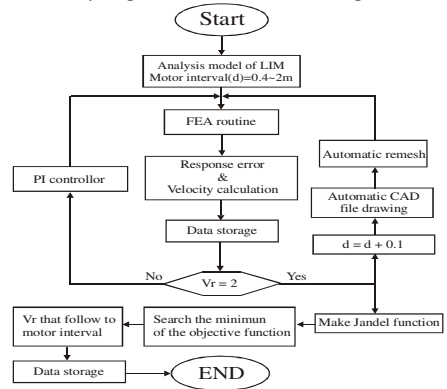 Start
Analysis model of LIM
Motor interval(d)=0.4~2m
FEA routine
Response error
&
Velocity calculation
Data storage
PI controllor
Automatic remesh
Automatic CAD
file drawing
d = d + 0.1
No
Vr = 2
Yes
Make Jandel function
Search the minimun
of the objective function
Vr that follow to
motor interval
Data storage
END